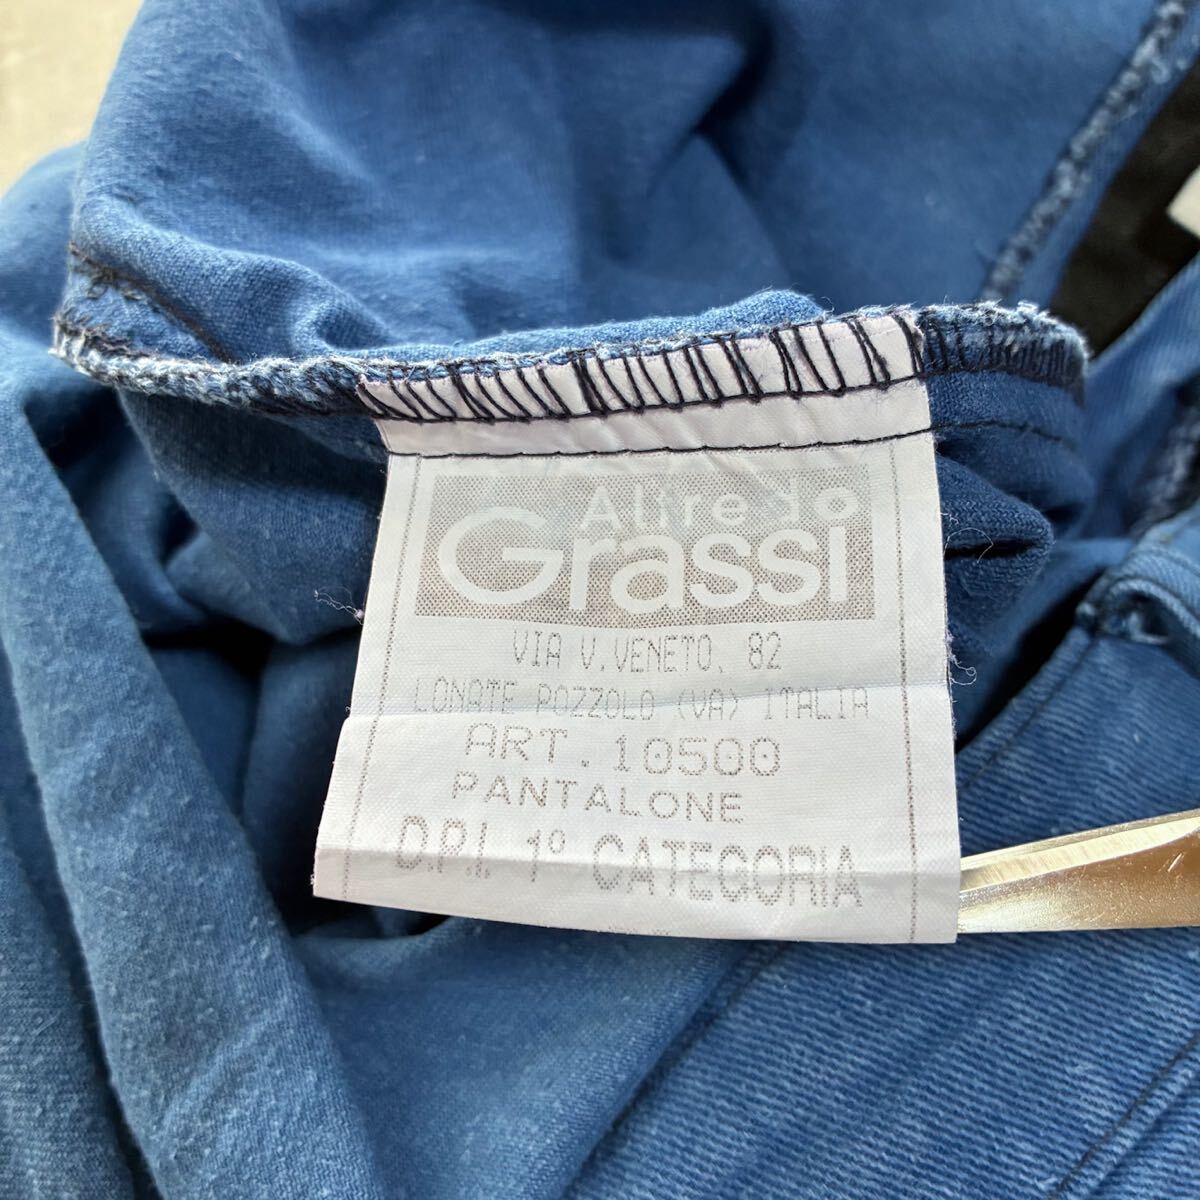 Alfredo
Grassi
VIA V.VENETO, 82
LONATE POZZOLO (VA) ITALIA
ART.10500
PANTALONE
D.P.I. 1° CATEGORIA